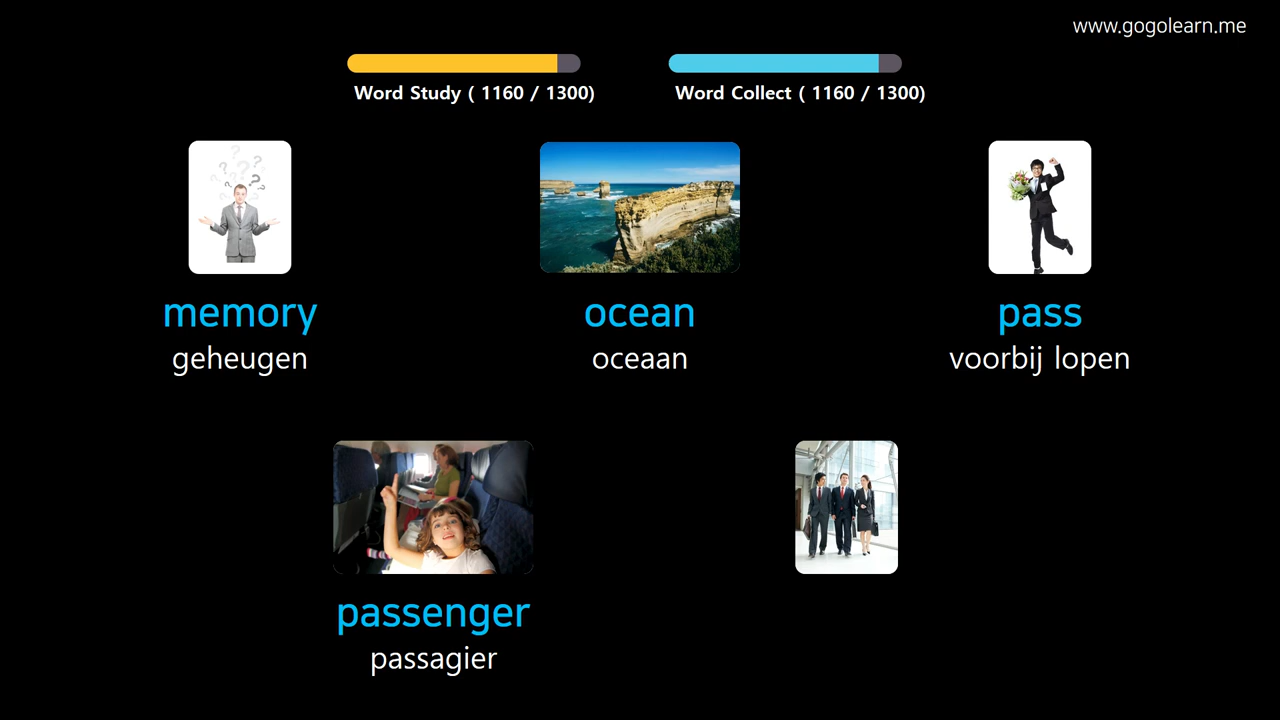 www.gogolearn.me
Word Study ( 1160 / 1300)
Word Collect ( 1160 / 1300)
memory
geheugen
ocean
oceaan
pass
voorbij lopen
passenger
passagier